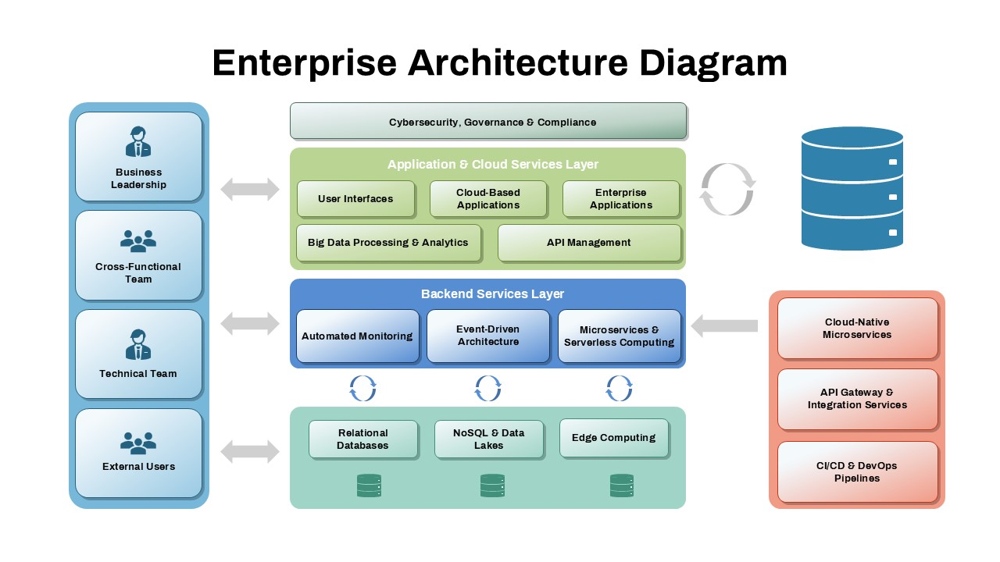 Enterprise Architecture Diagram
Business
Leadership
Cross-Functional
Team
Technical Team
External Users
Cybersecurity, Governance & Compliance
Application & Cloud Services Layer
User Interfaces
Cloud-Based
Applications
Enterprise
Applications
Big Data Processing & Analytics
API Management
Backend Services Layer
Automated Monitoring
Event-Driven
Architecture
Microservices &
Serverless Computing
Relational
Databases
NoSQL & Data
Lakes
Edge Computing
Cloud-Native
Microservices
API Gateway &
Integration Services
CI/CD & DevOps
Pipelines